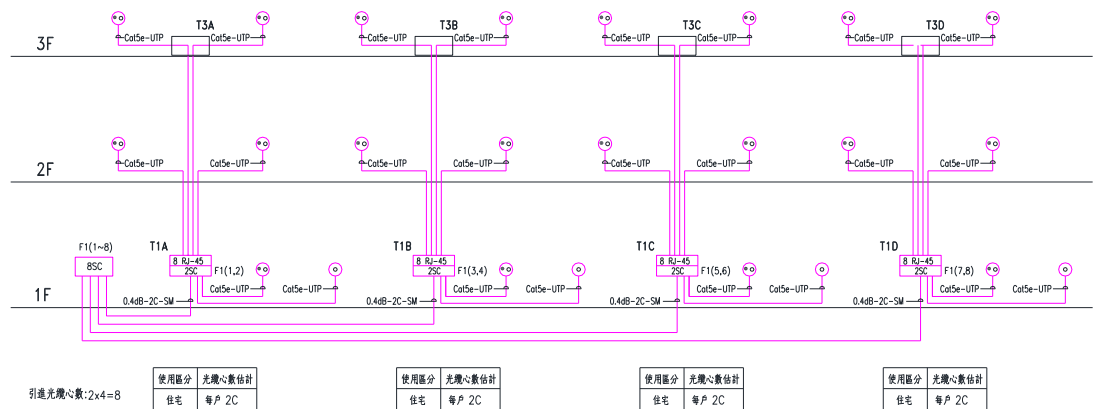 T3A T3B T3C T3D
3F Cat5e-UTP Cat5e-UTP Cat5e-UTP Cat5e-UTP Cat5e-UTP Cat5e-UTP Cat5e-UTP Cat5e-UTP
2F Cat5e-UTP Cat5e-UTP Cat5e-UTP Cat5e-UTP Cat5e-UTP Cat5e-UTP Cat5e-UTP Cat5e-UTP
F1(1~8) T1A T1B T1C T1D
8 RJ-45 8 RJ-45 8 RJ-45 8 RJ-45
8SC 2SC F1(1,2) 2SC F1(3,4) 2SC F1(5,6) 2SC F1(7,8)
Cat5e-UTP Cat5e-UTP Cat5e-UTP Cat5e-UTP Cat5e-UTP Cat5e-UTP Cat5e-UTP Cat5e-UTP
1F 0.4dB-2C-SM 0.4dB-2C-SM 0.4dB-2C-SM 0.4dB-2C-SM
使用區分 光纜心數估計 使用區分 光纜心數估計 使用區分 光纜心數估計 使用區分 光纜心數估計
引進光纜心數:2x4=8 住宅 每戶 2C 住宅 每戶 2C 住宅 每戶 2C 住宅 每戶 2C